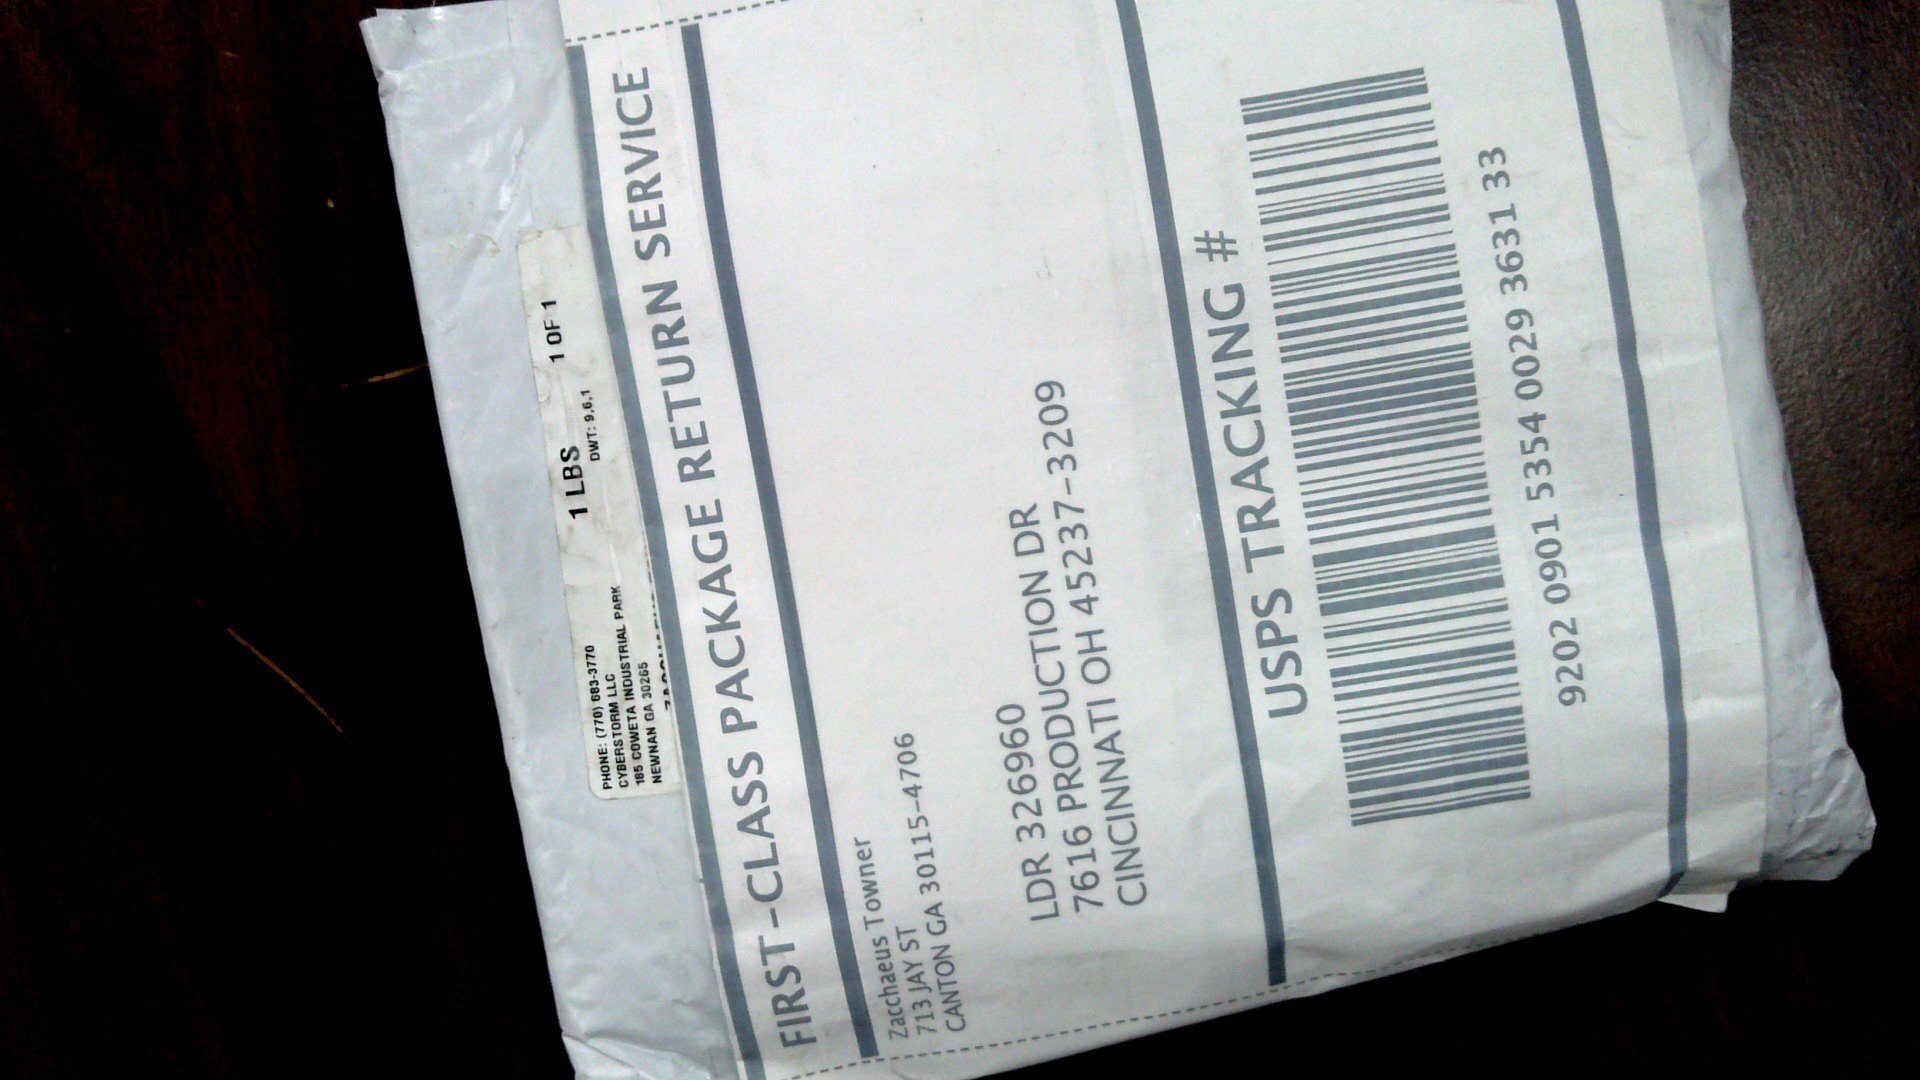 PHONE: (770) 683-3770
CYBERSTORM LLC
185 COWETA INDUSTRIAL PARK
NEWNAN GA 30265
1 LBS
1 OF 1
DWT: 9,6,1
FIRST-CLASS PACKAGE RETURN SERVICE
Zacchaeus Towner
713 JAY ST
CANTON GA 30115-4706
LDR 326960
7616 PRODUCTION DR
CINCINNATI OH 45237-3209
USPS TRACKING #
9202 0901 5354 0029 3631 33